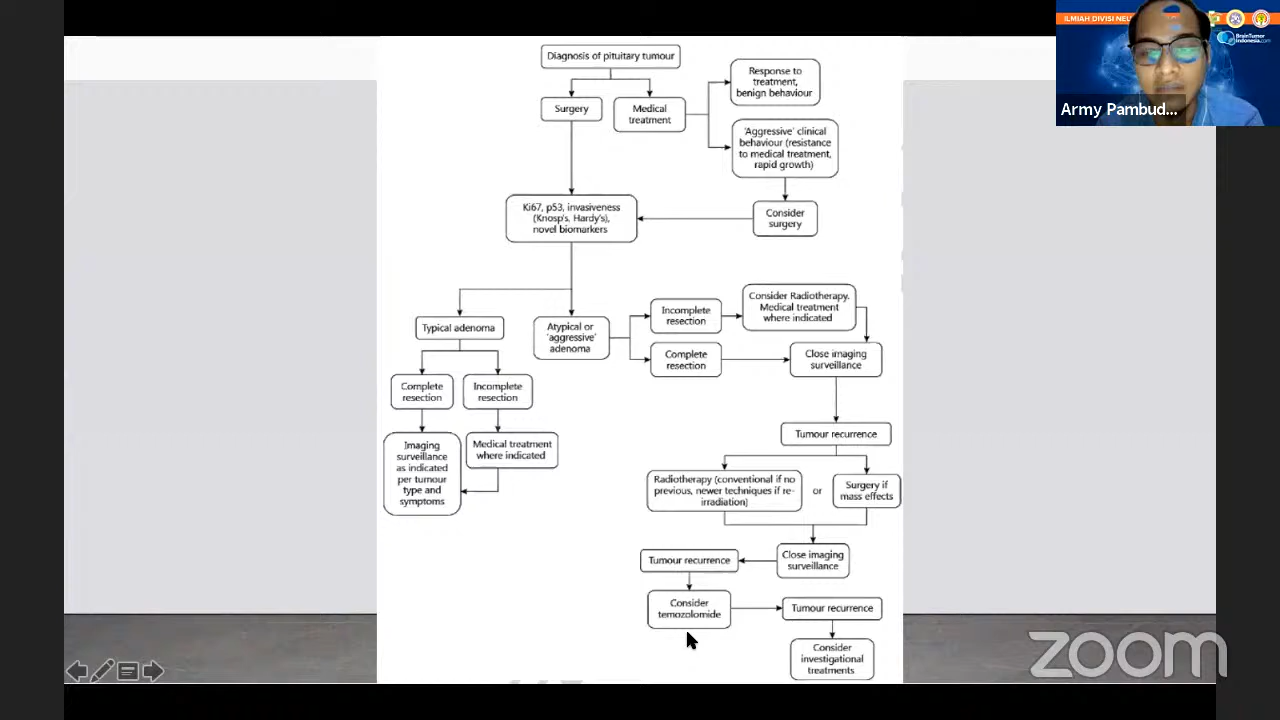 ILMIAH DIVISI
BrainTumor
Indonesia.com
Army Pambud...
Diagnosis of pituitary tumour
Surgery
Medical
treatment
Response to
treatment,
benign behaviour
'Aggressive' clinical
behaviour (resistance
to medical treatment,
rapid growth)
Consider
surgery
Ki67, p53, invasiveness
(Knosp's, Hardy's),
novel biomarkers
Typical adenoma
Atypical or
'aggressive'
adenoma
Incomplete
resection
Consider Radiotherapy.
Medical treatment
where indicated
Complete
resection
Close imaging
surveillance
Complete
resection
Incomplete
resection
Imaging
surveillance
as indicated
per tumour
type and
symptoms
Medical treatment
where indicated
Tumour recurrence
Radiotherapy (conventional if no
previous, newer techniques if re-
irradiation)
or
Surgery if
mass effects
Close imaging
surveillance
Tumour recurrence
Consider
temozolomide
Tumour recurrence
Consider
investigational
treatments
zoom